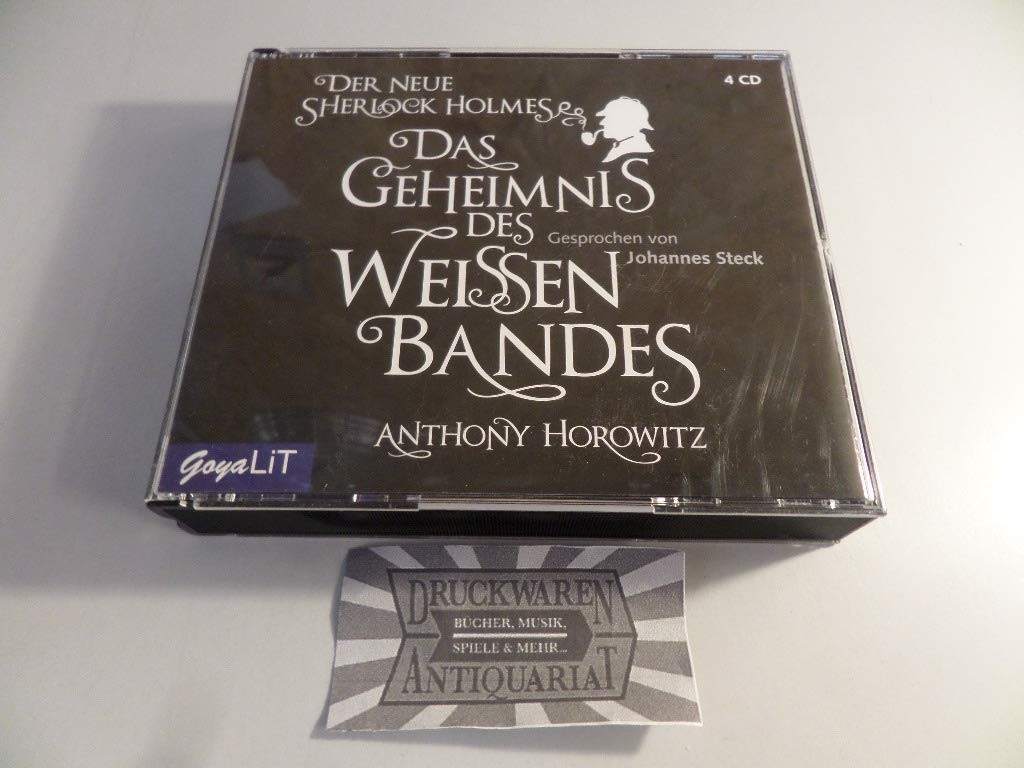 DER NEUE
SHERLOCK HOLMES
4 CD
DAS
GEHEIMNIS
DES
WEISSEN
BANDES
Gesprochen von
Johannes Steck
ANTHONY HOROWITZ
GoyaLiT
DRUCKWAREN
BÜCHER, MUSIK,
SPIELE & MEHR...
ANTIQUARIAT